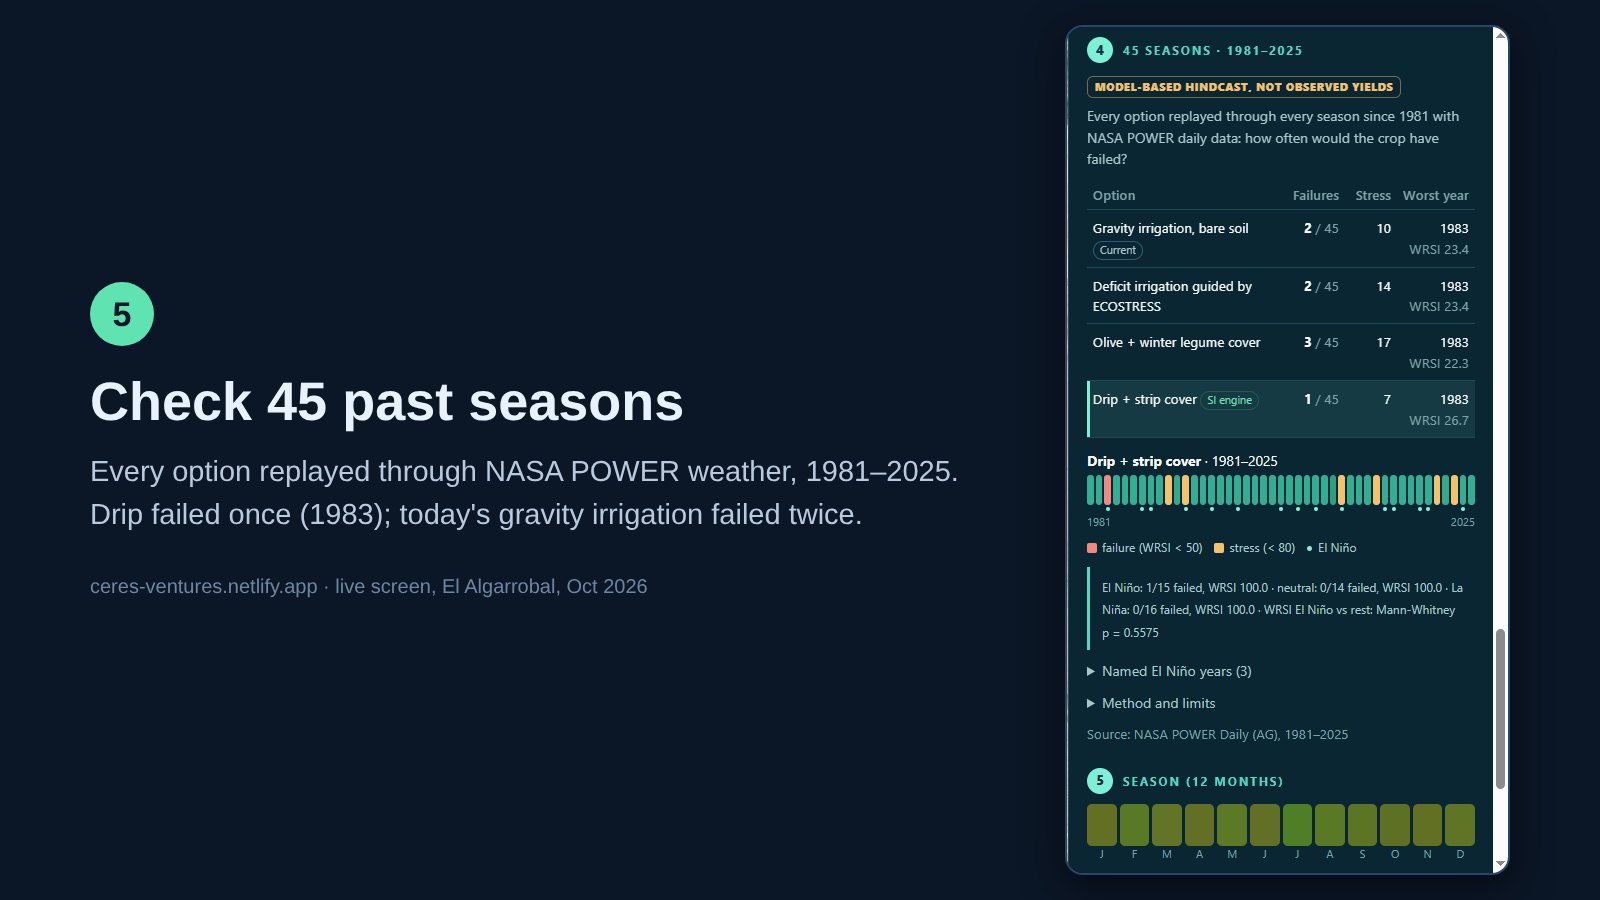 5
Check 45 past seasons
Every option replayed through NASA POWER weather, 1981–2025.
Drip failed once (1983); today's gravity irrigation failed twice.
ceres-ventures.netlify.app · live screen, El Algarrobal, Oct 2026
4 45 SEASONS · 1981–2025
MODEL-BASED HINDCAST, NOT OBSERVED YIELDS
Every option replayed through every season since 1981 with
NASA POWER daily data: how often would the crop have
failed?
Option Failures Stress Worst year
Gravity irrigation, bare soil 2 / 45 10 1983
Current WRSI 23.4
Deficit irrigation guided by 2 / 45 14 1983
ECOSTRESS WRSI 23.4
Olive + winter legume cover 3 / 45 17 1983
WRSI 22.3
Drip + strip cover SI engine 1 / 45 7 1983
WRSI 26.7
Drip + strip cover · 1981–2025
1981 2025
failure (WRSI < 50) stress (< 80) El Niño
El Niño: 1/15 failed, WRSI 100.0 · neutral: 0/14 failed, WRSI 100.0 · La
Niña: 0/16 failed, WRSI 100.0 · WRSI El Niño vs rest: Mann-Whitney
p = 0.5575
Named El Niño years (3)
Method and limits
Source: NASA POWER Daily (AG), 1981–2025
5 SEASON (12 MONTHS)
J F M A M J J A S O N D